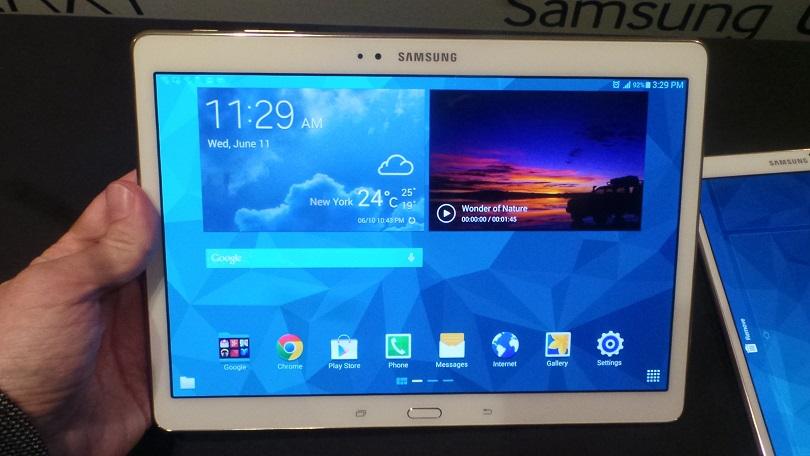 Samsung
SAMSUNG
92% 3:29 PM
11:29 AM
Wed, June 11
New York 24°C 25°
19°
06/10 10:43 PM
Wonder of Nature
00:00:00 / 00:01:45
Google
Google
Chrome
Play Store
Phone
Messages
Internet
Gallery
Settings
SAMSUNG
Remove